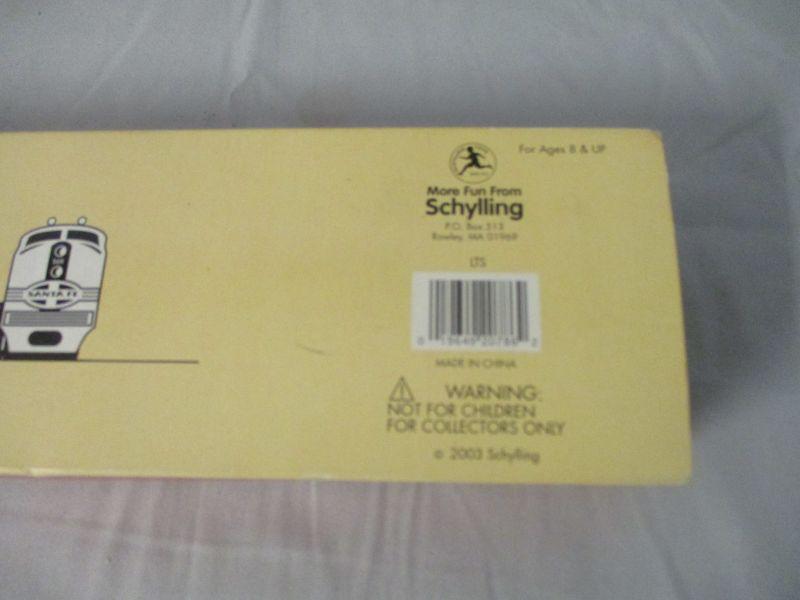 For Ages 8 & UP
More Fun From
Schylling
P.O. Box 513
Rowley, MA 01969
LTS
SANTA FE
0 19649 20786 2
MADE IN CHINA
WARNING:
NOT FOR CHILDREN
FOR COLLECTORS ONLY
© 2003 Schylling